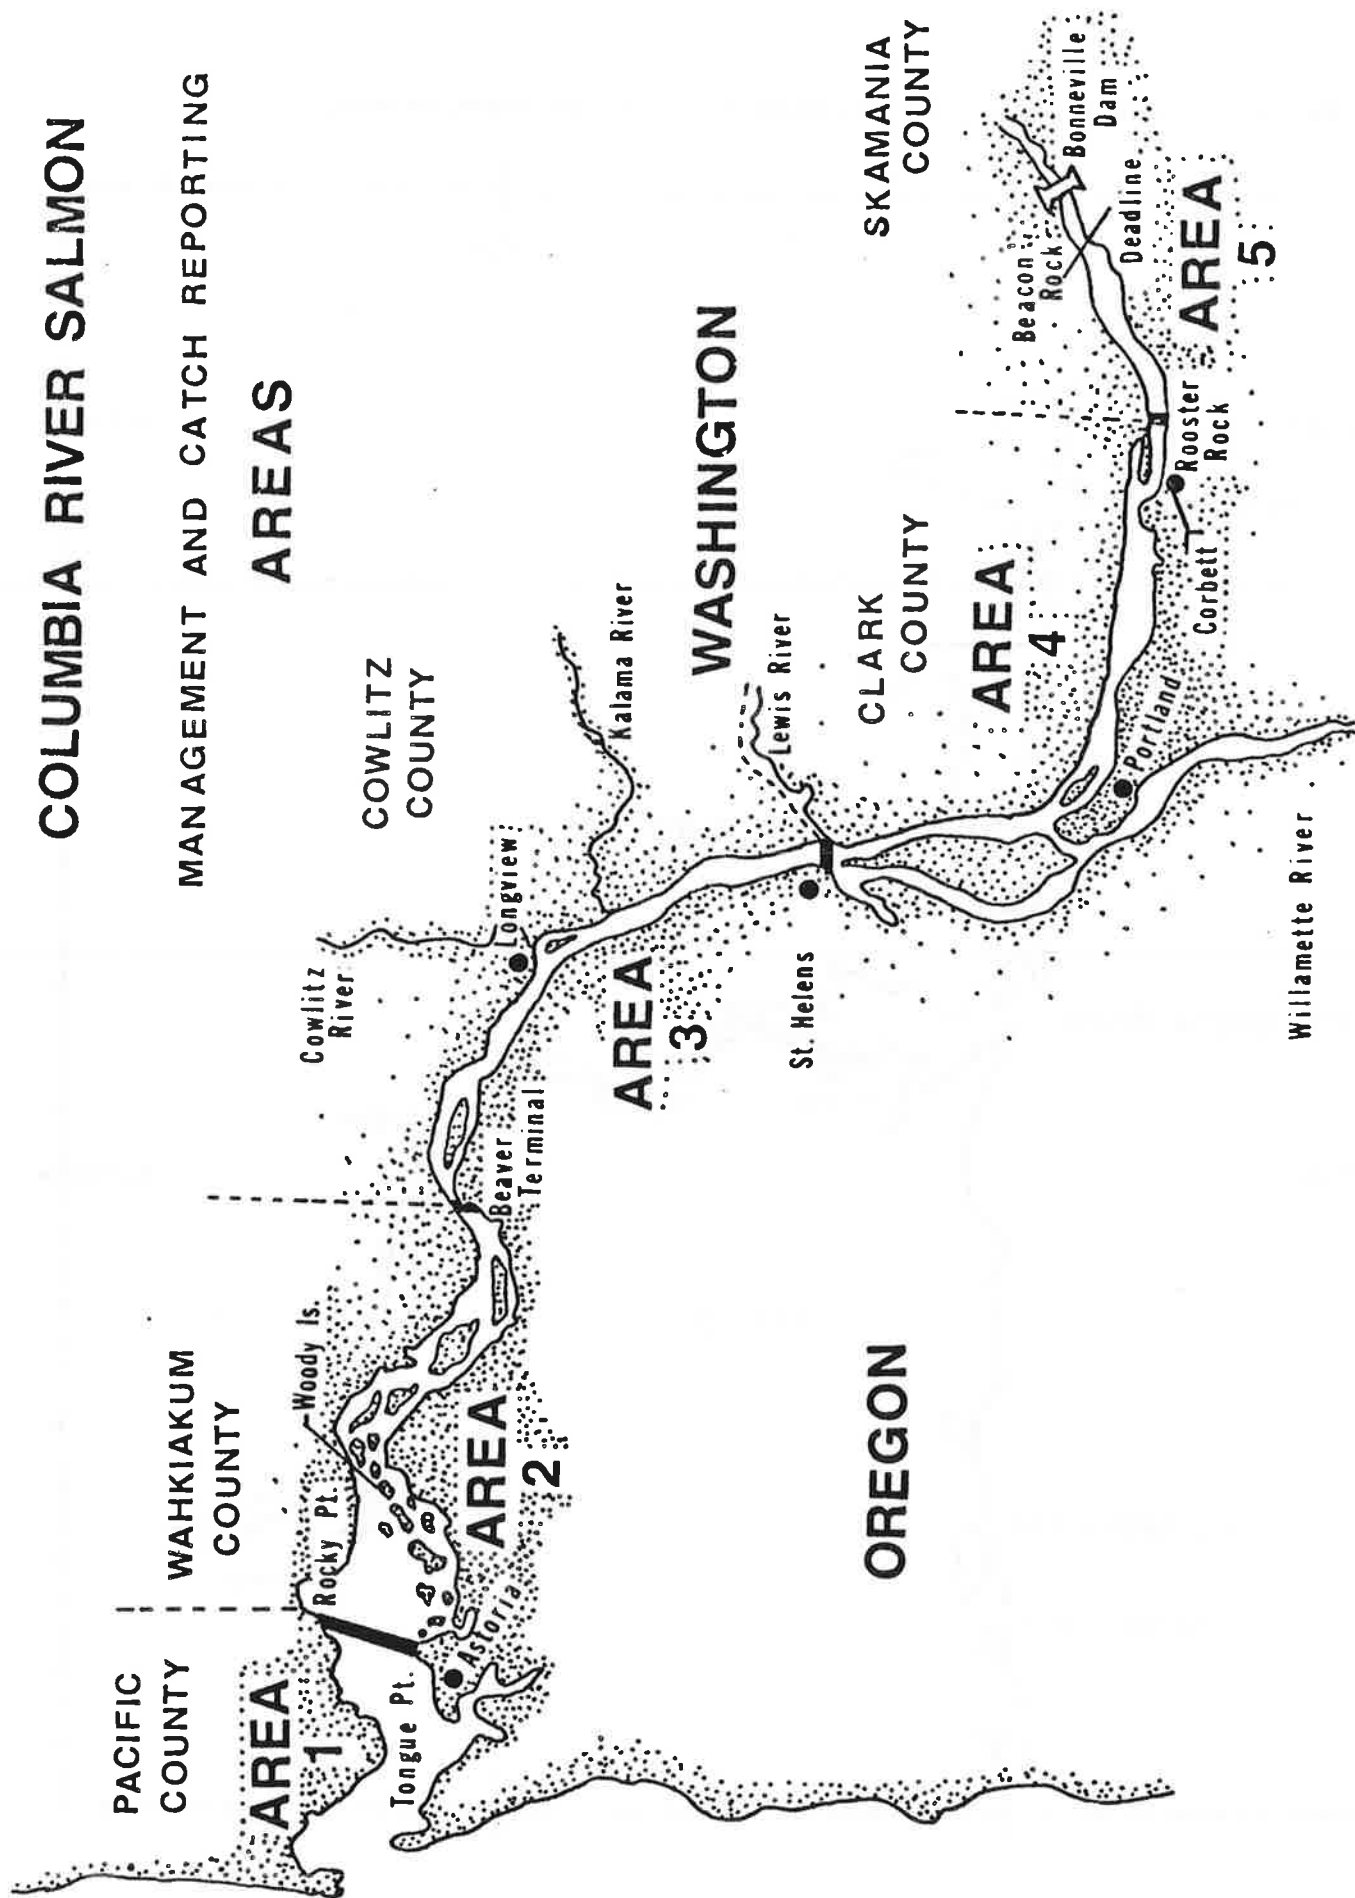 COLUMBIA RIVER SALMON
MANAGEMENT AND CATCH REPORTING
AREAS
PACIFIC
COUNTY
WAHKIAKUM
COUNTY
COWLITZ
COUNTY
CLARK
COUNTY
SKAMANIA
COUNTY
WASHINGTON
OREGON
AREA
1
AREA
2
AREA
3
AREA
4
AREA
5
Rocky Pt.
Woody Is.
Tongue Pt.
Astoria
Beaver
Terminal
Cowlitz
River
Longview
Kalama River
St. Helens
Lewis River
Portland
Willamette River
Corbett
Rooster
Rock
Beacon
Rock
Deadline
Bonneville
Dam